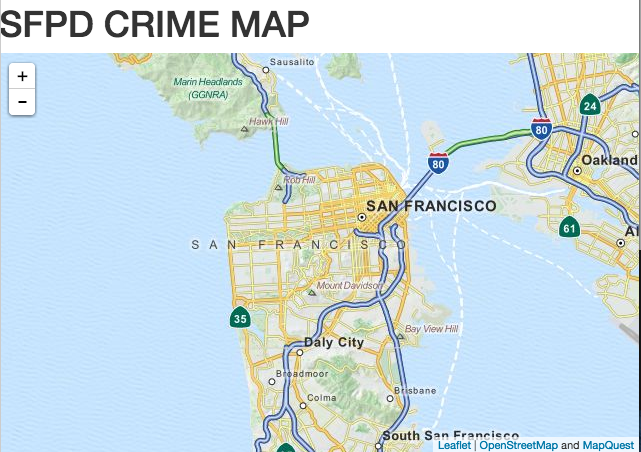 SFPD CRIME MAP
+
-
Sausalito
Marin Headlands
(GGNRA)
Hawk Hill
24
80
80
Oakland
Rob Hill
SAN FRANCISCO
61
Al
SAN FRANCISCO
Mount Davidson
35
Bay View Hill
Daly City
Broadmoor
Brisbane
Colma
South San Francisco
Leaflet | OpenStreetMap and MapQuest